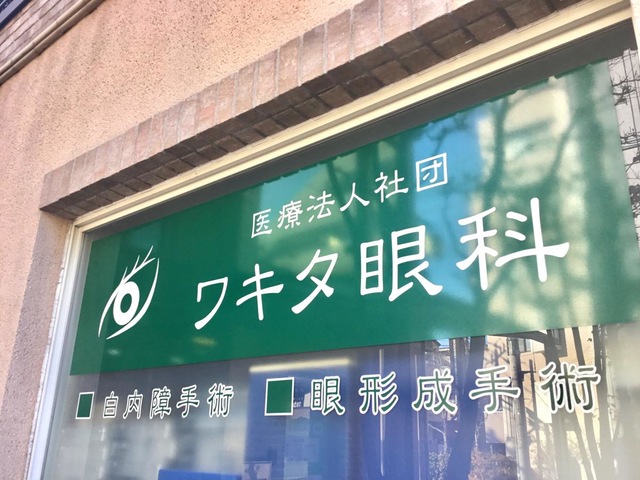 医療法人社団
ワキタ眼科
■白内障手術 ■眼形成手術